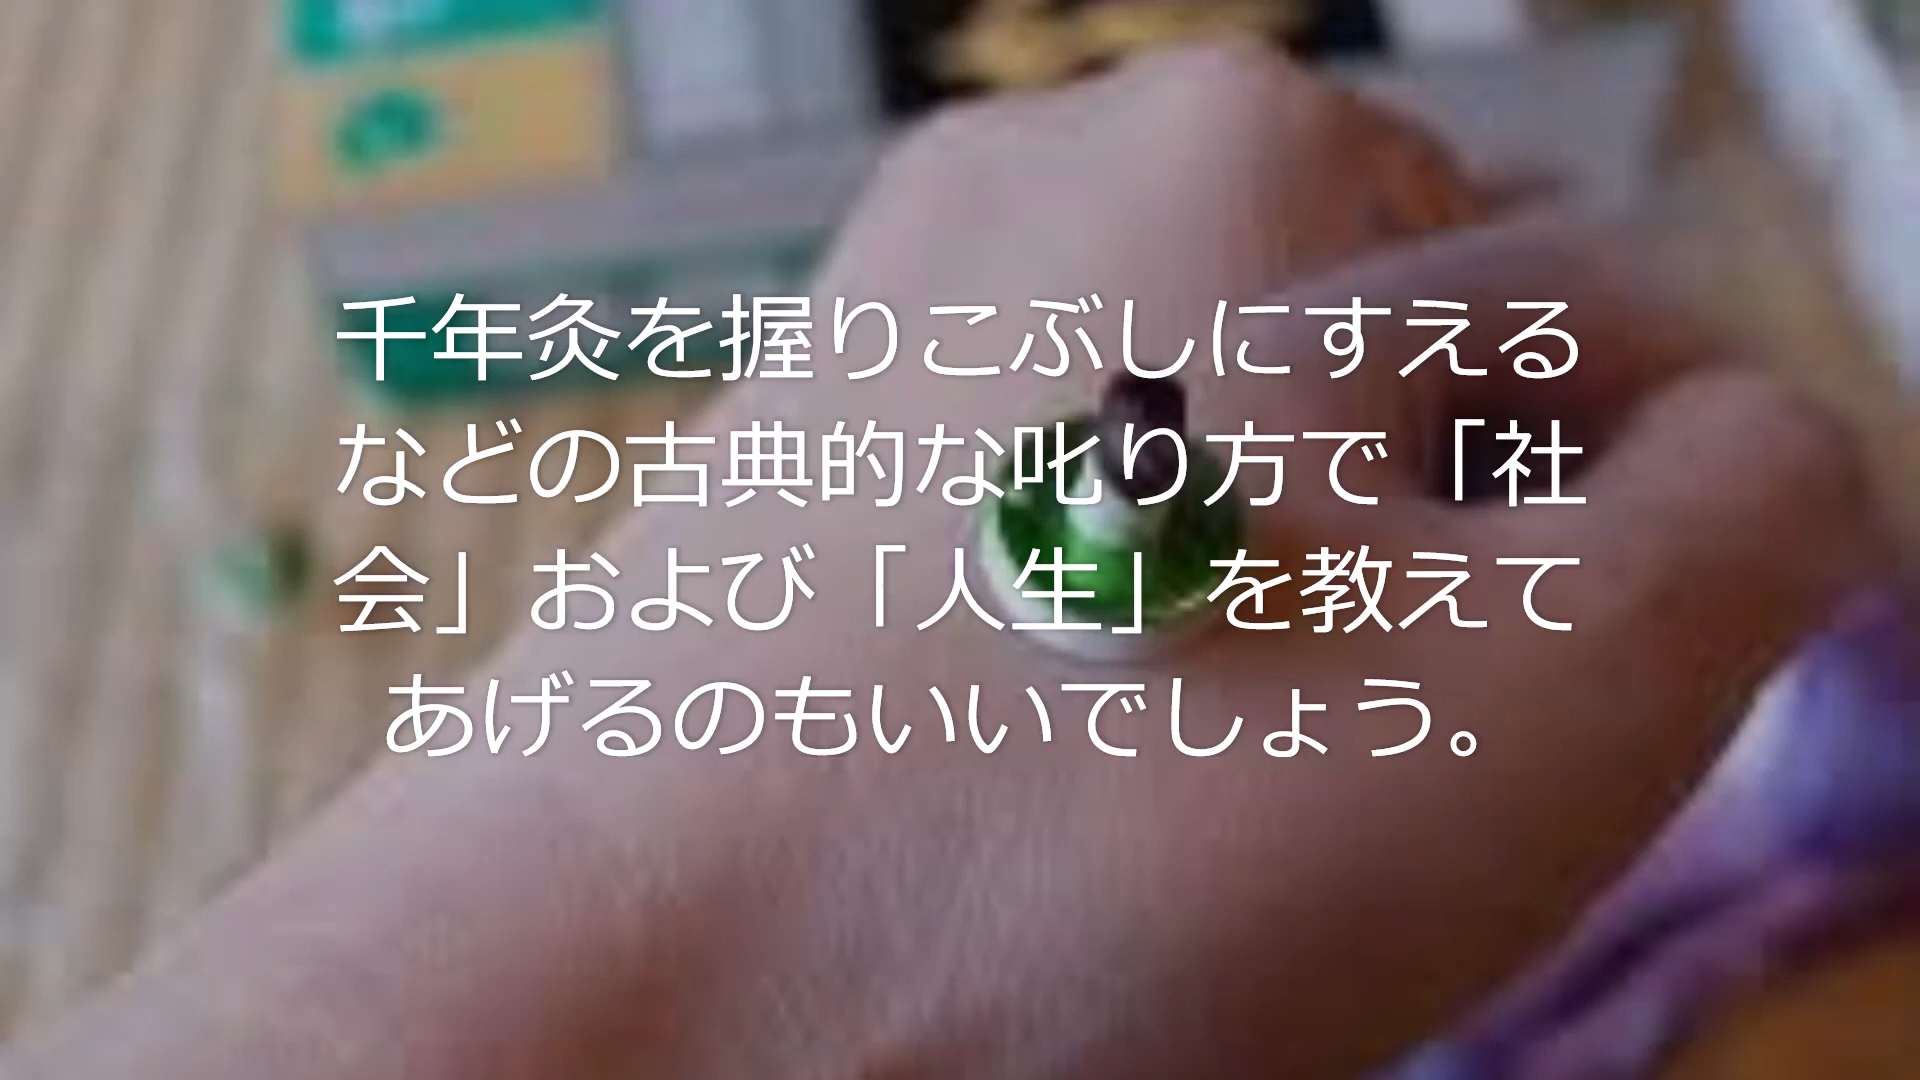 千年灸を握りこぶしにすえる
などの古典的な叱り方で「社
会」および「人生」を教えて
あげるのもいいでしょう。